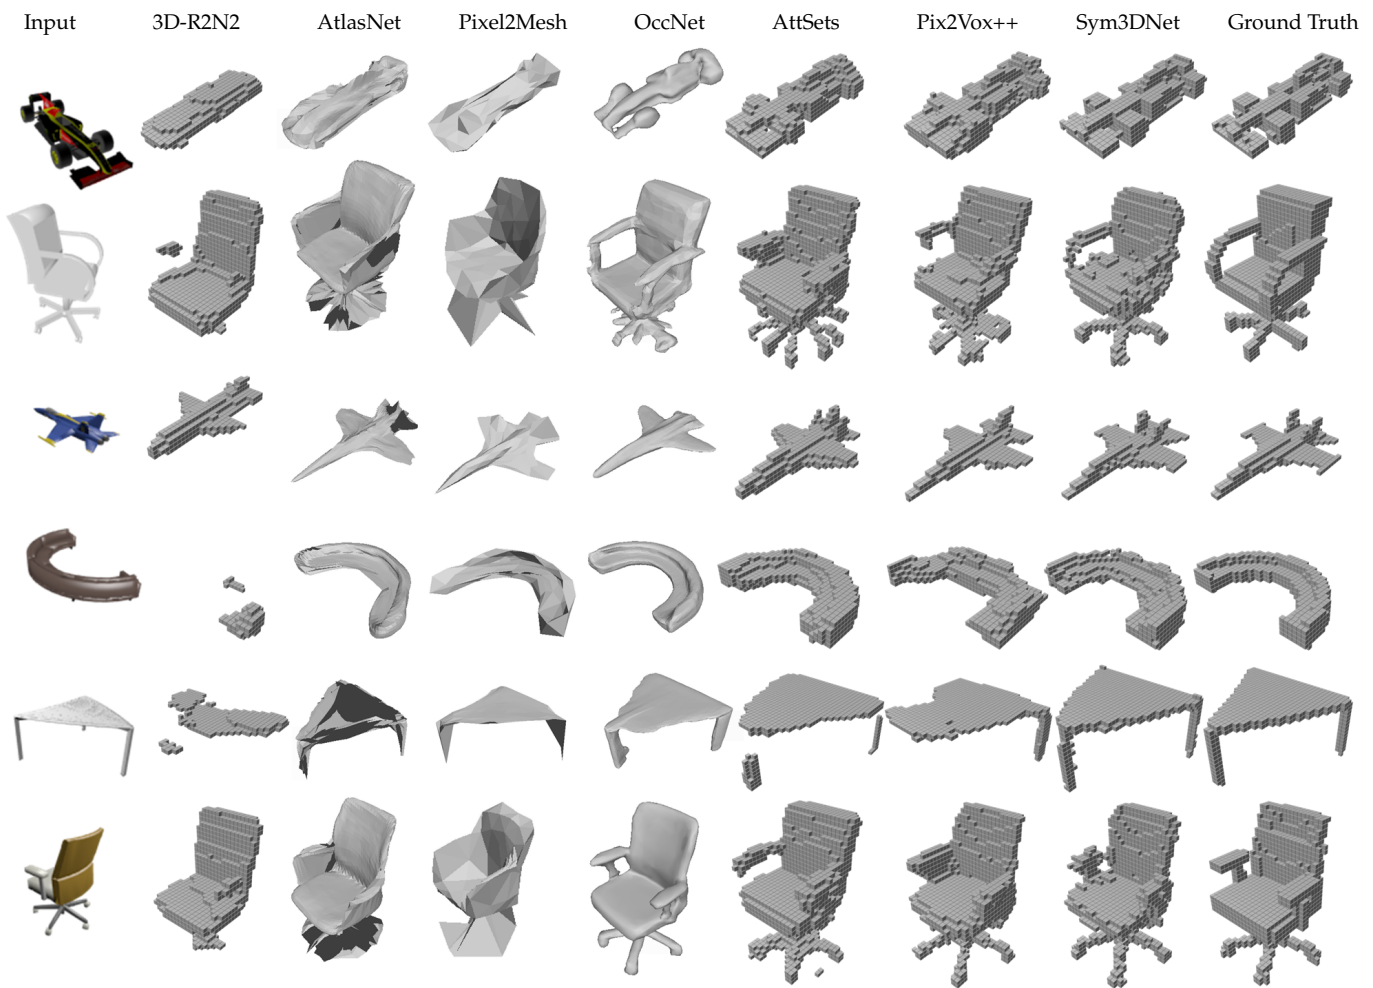 Input 3D-R2N2 AtlasNet Pixel2Mesh OccNet AttSets Pix2Vox++ Sym3DNet Ground Truth